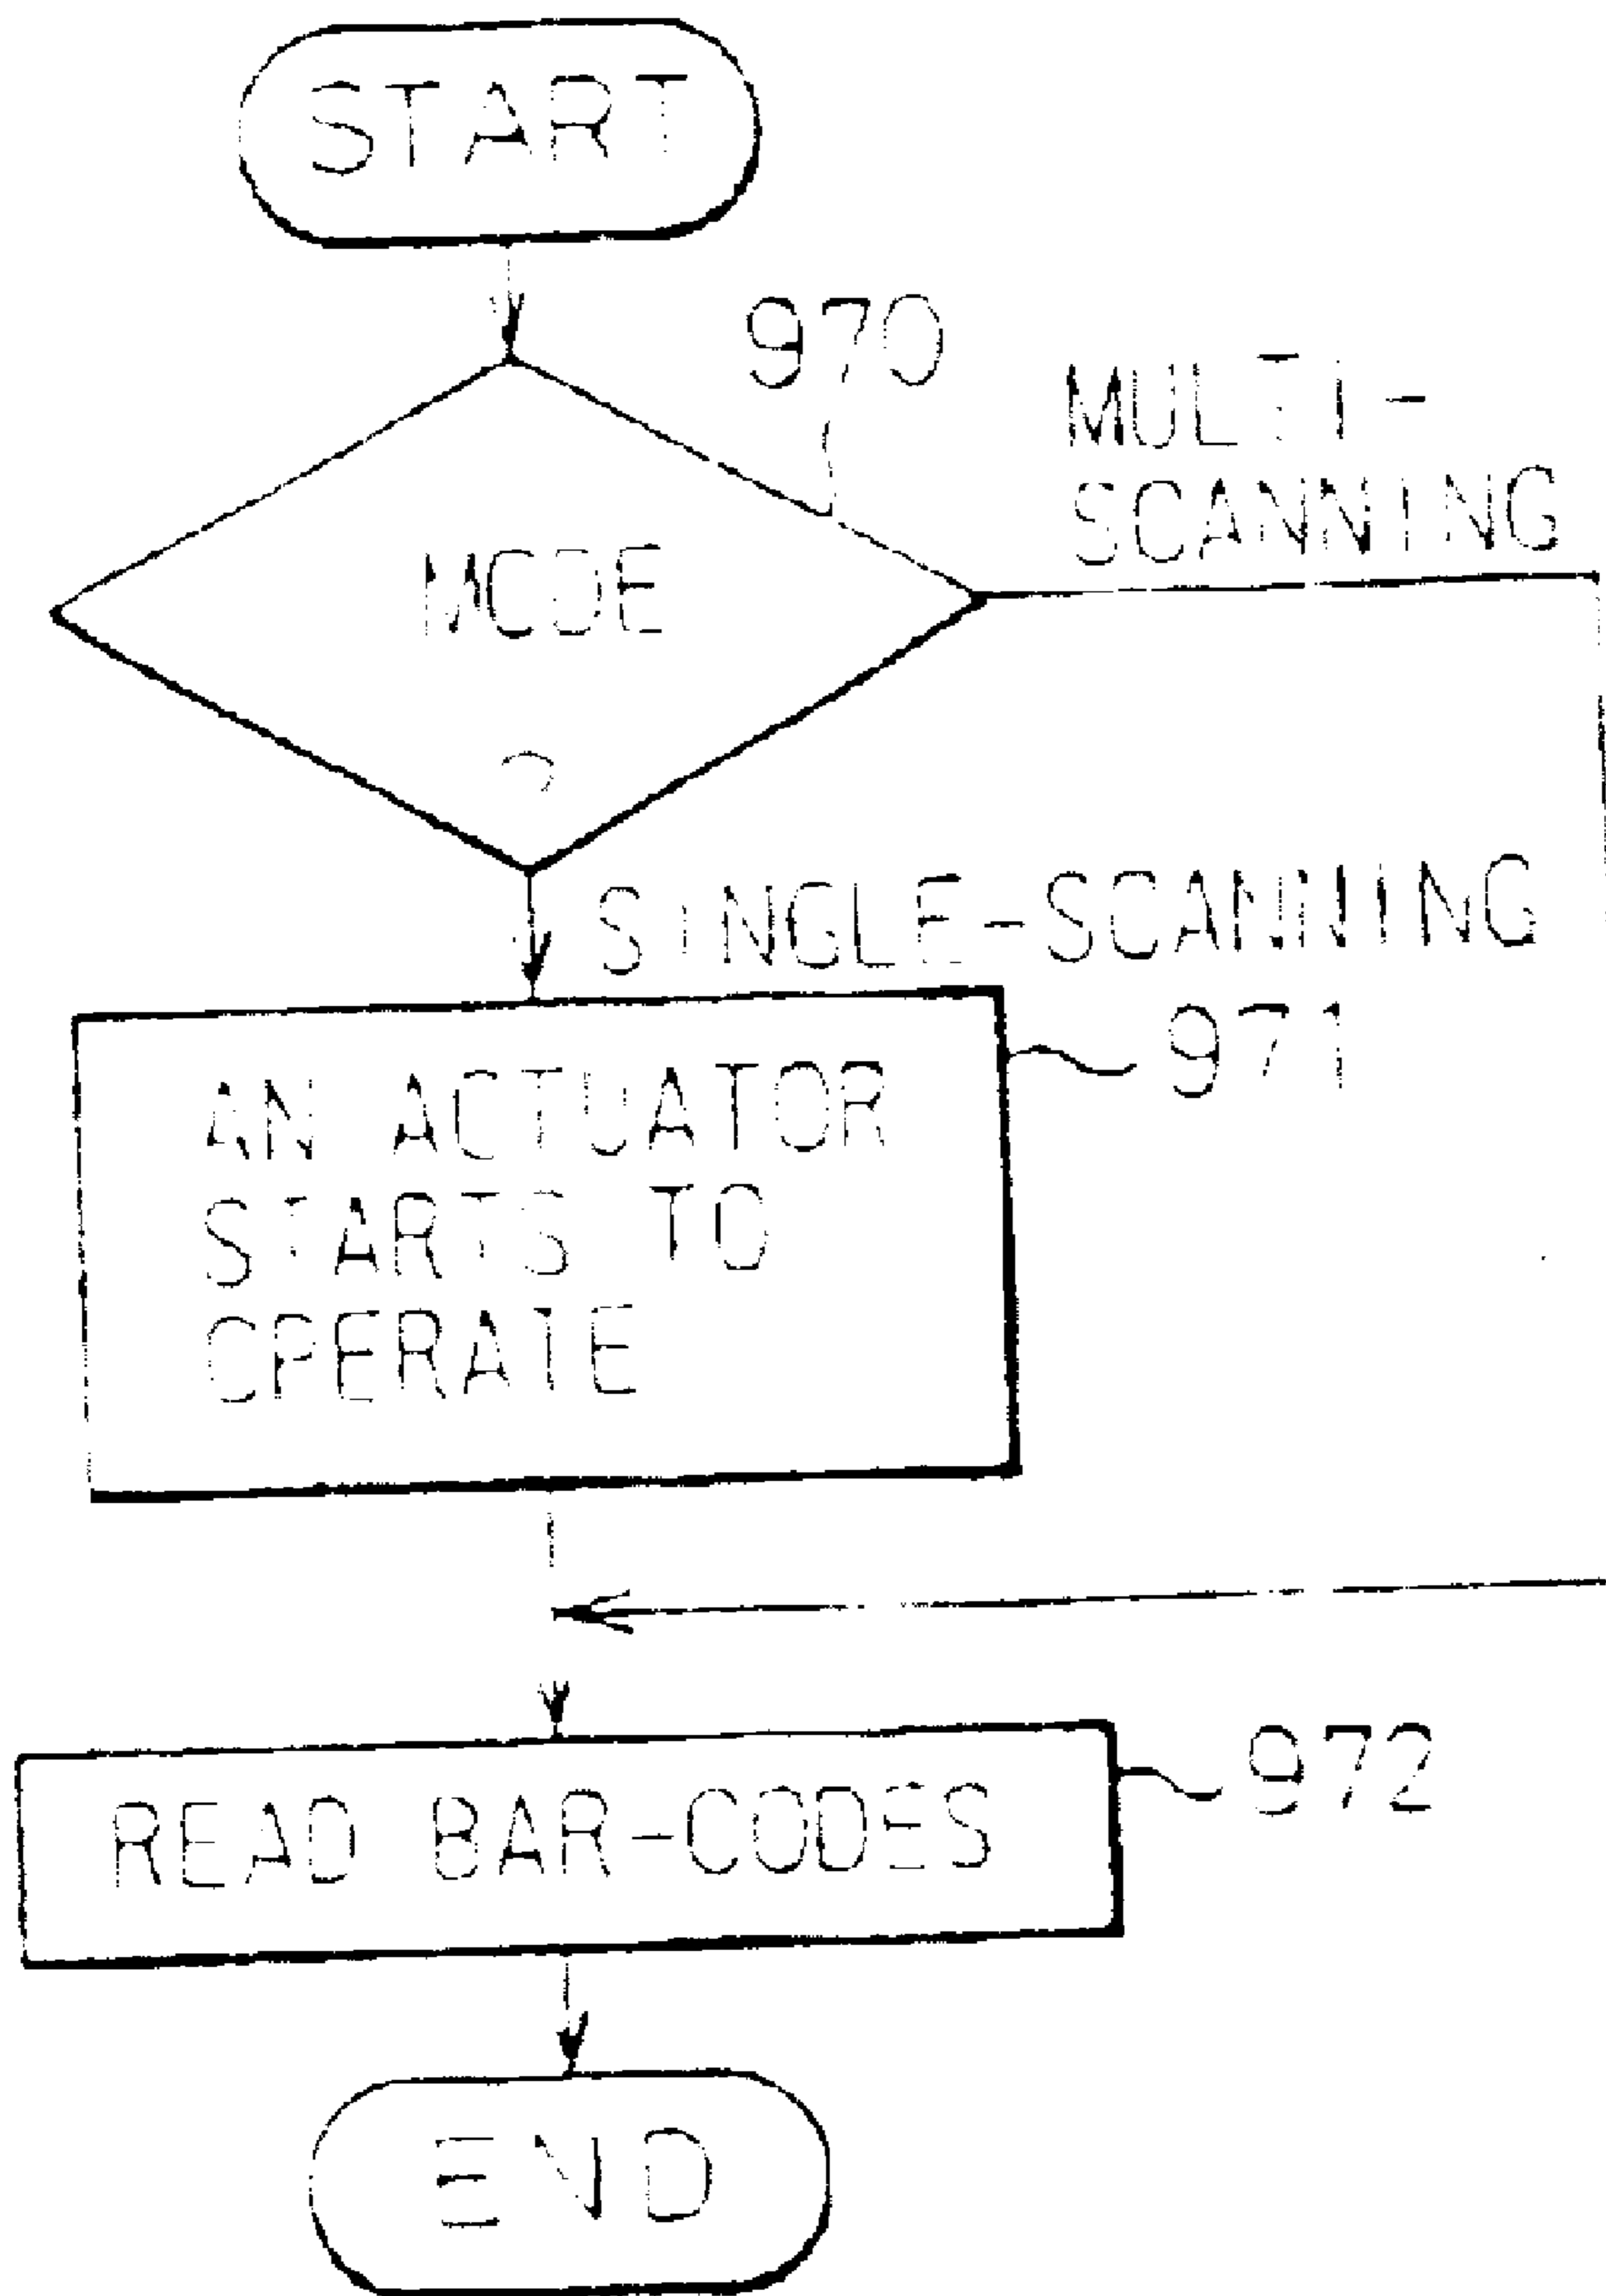 START
970
MULTI-
SCANNING
MODE
?
SINGLE-SCANNING
971
AN ACTUATOR
STARTS TO
OPERATE
READ BAR-CODES
972
END